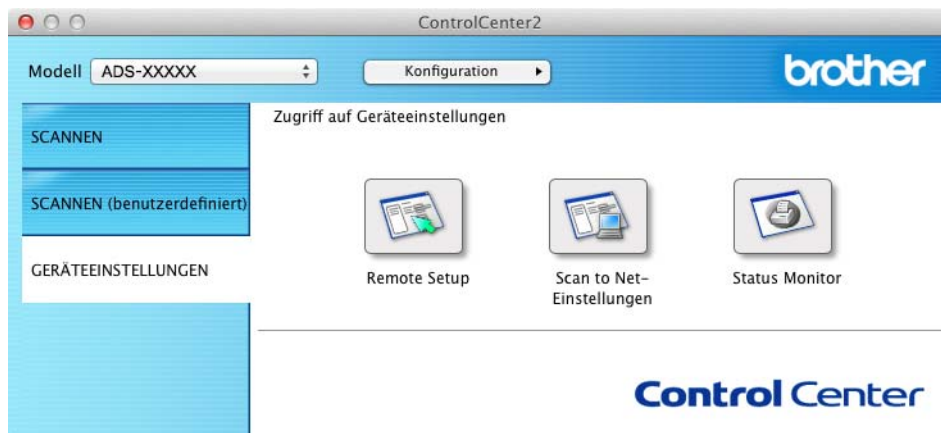 ControlCenter2
Modell ADS-XXXXX Konfiguration brother
SCANNEN
SCANNEN (benutzerdefiniert)
GERÄTEEINSTELLUNGEN
Zugriff auf Geräteeinstellungen
Remote Setup
Scan to Net-
Einstellungen
Status Monitor
Control Center